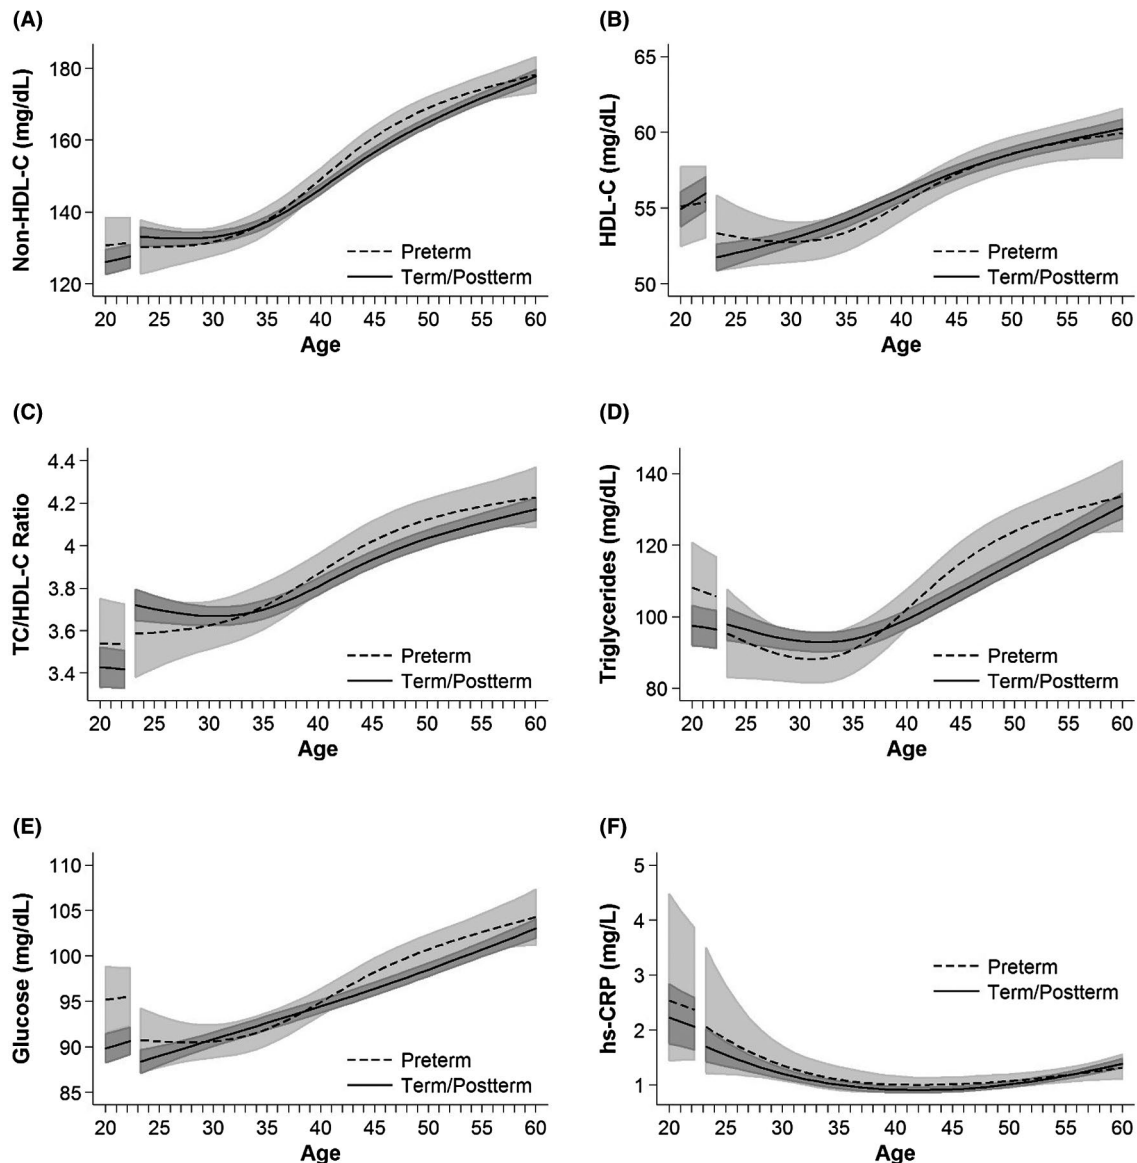 (A)
Non-HDL-C (mg/dL)
180
160
140
120
Preterm
Term/Postterm
20 25 30 35 40 45 50 55 60
Age
(B)
HDL-C (mg/dL)
65
60
55
50
Preterm
Term/Postterm
20 25 30 35 40 45 50 55 60
Age
(C)
TC/HDL-C Ratio
4.4
4.2
4
3.8
3.6
3.4
Preterm
Term/Postterm
20 25 30 35 40 45 50 55 60
Age
(D)
Triglycerides (mg/dL)
140
120
100
80
Preterm
Term/Postterm
20 25 30 35 40 45 50 55 60
Age
(E)
Glucose (mg/dL)
110
105
100
95
90
85
Preterm
Term/Postterm
20 25 30 35 40 45 50 55 60
Age
(F)
hs-CRP (mg/L)
5
4
3
2
1
Preterm
Term/Postterm
20 25 30 35 40 45 50 55 60
Age